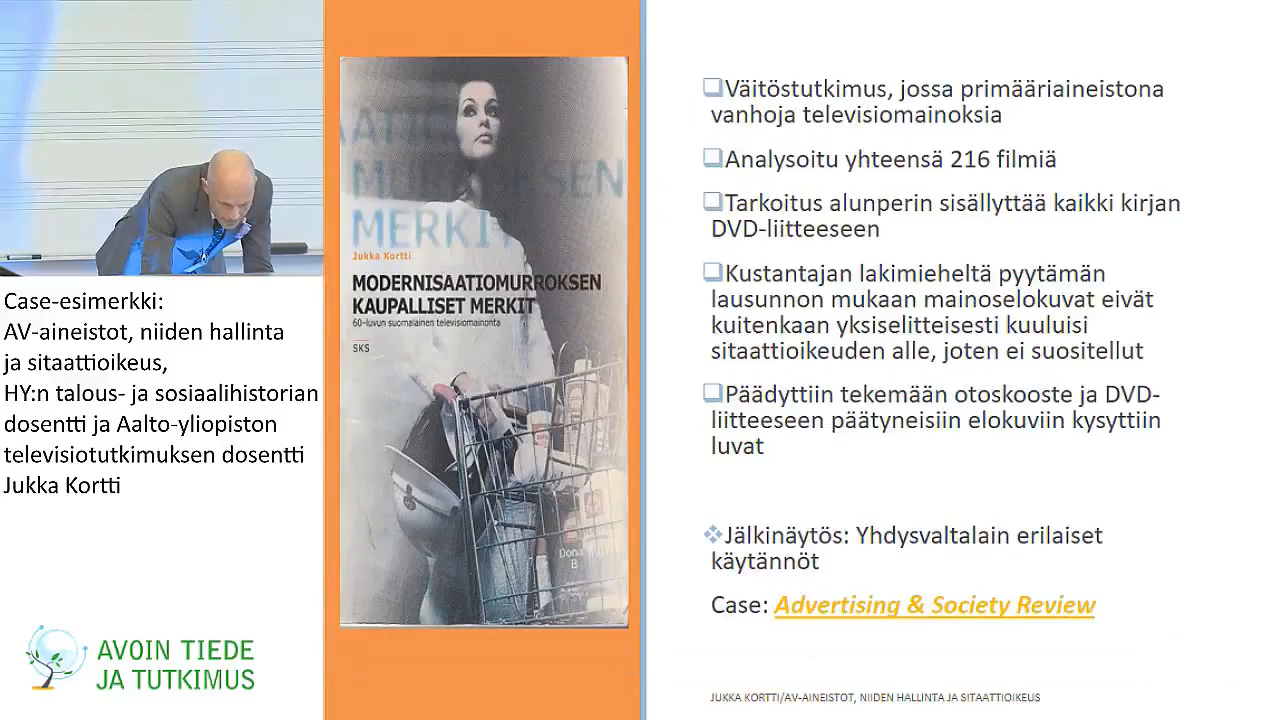 Case-esimerkki:
AV-aineistot, niiden hallinta
ja sitaattioikeus,
HY:n talous- ja sosiaalihistorian
dosentti ja Aalto-yliopiston
televisiotutkimuksen dosentti
Jukka Kortti
AVOIN TIEDE
JA TUTKIMUS
MERKIT
Jukka Kortti
MODERNISAATIOMURROKSEN
KAUPALLISET MERKIT
60-luvun suomalainen televisiomainonta
SKS
Väitöstutkimus, jossa primääriaineistona
vanhoja televisiomainoksia
Analysoitu yhteensä 216 filmiä
Tarkoitus alunperin sisällyttää kaikki kirjan
DVD-liitteeseen
Kustantajan lakimieheltä pyytämän
lausunnon mukaan mainoselokuvat eivät
kuitenkaan yksiselitteisesti kuuluisi
sitaattioikeuden alle, joten ei suositellut
Päädyttiin tekemään otoskooste ja DVD-
liitteeseen päätyneisiin elokuviin kysyttiin
luvat
Jälkinäytös: Yhdysvaltalain erilaiset
käytännöt
Case: Advertising & Society Review
JUKKA KORTTI/AV-AINEISTOT, NIIDEN HALLINTA JA SITAATTIOIKEUS